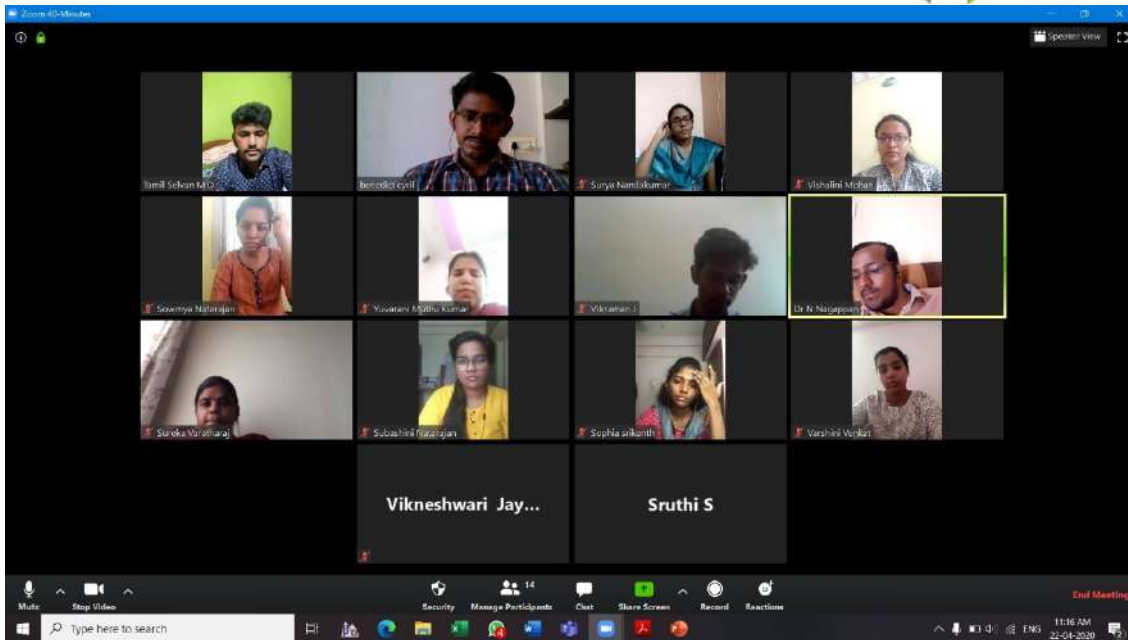 Zoom 40-Minutes
Speaker View
Tamil Selvan M D
benedict cyril
Surya Nandakumar
Vishalini Mohan
Sowmya Natarajan
Yuvarani Muthu Kumar
Vikraman J
Dr N Nagappan
Sureka Varatharaj
Subashini Natarajan
Sophia srikanth
Varshini Venkat
Vikneshwari Jay...
Sruthi S
Mute
Stop Video
Security
Manage Participants
14
Chat
Share Screen
Record
Reactions
End Meeting
Type here to search
ENG
11:16 AM
22-04-2020